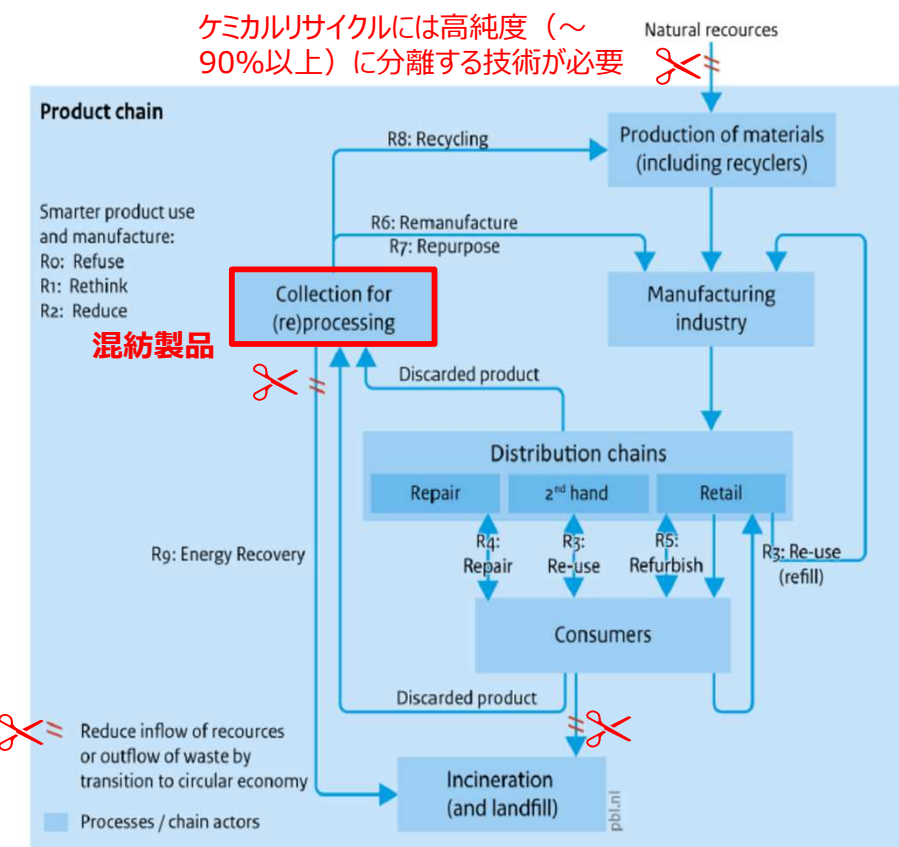 ケミカルリサイクルには高純度（～
90%以上）に分離する技術が必要
Natural recources
Product chain
Production of materials
(including recyclers)
R8: Recycling
Smarter product use
and manufacture:
R0: Refuse
R1: Rethink
R2: Reduce
R6: Remanufacture
R7: Repurpose
Collection for
(re)processing
Manufacturing
industry
混紡製品
Discarded product
Distribution chains
Repair
2nd hand
Retail
R9: Energy Recovery
R4:
Repair
R3:
Re-use
R5:
Refurbish
R3: Re-use
(refill)
Consumers
Discarded product
Reduce inflow of recources
or outflow of waste by
transition to circular economy
Incineration
(and landfill)
pbl.nl
Processes / chain actors